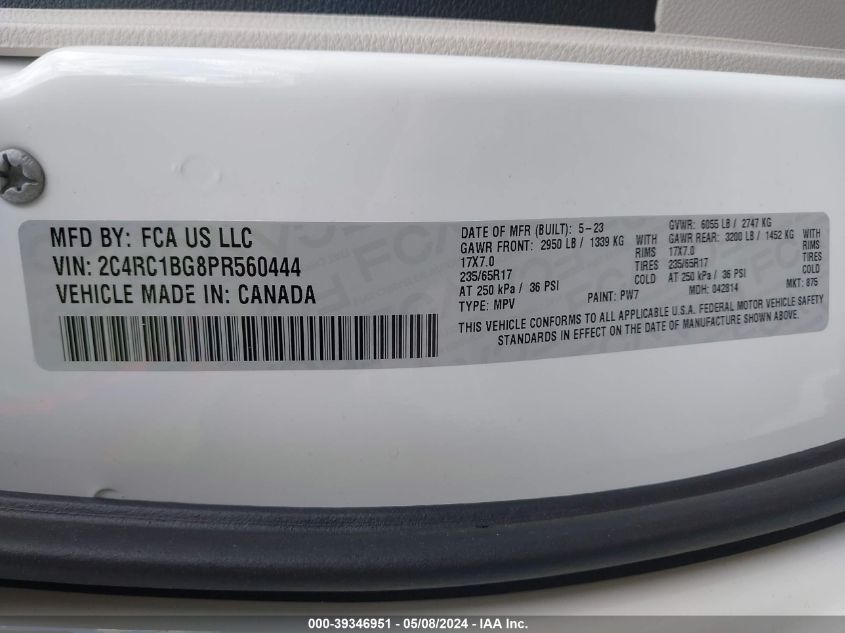 MFD BY: FCA US LLC
VIN: 2C4RC1BG8PR560444
VEHICLE MADE IN: CANADA
DATE OF MFR (BUILT): 5-23 GVWR: 6055 LB / 2747 KG
GAWR FRONT: 2950 LB / 1339 KG WITH GAWR REAR: 3200 LB / 1452 KG WITH
17X7.0 RIMS 17X7.0 RIMS
235/65R17 TIRES 235/65R17 TIRES
AT 250 kPa / 36 PSI COLD AT 250 kPa / 36 PSI COLD
TYPE: MPV PAINT: PW7 MDH: 042814 MKT: 875
THIS VEHICLE CONFORMS TO ALL APPLICABLE U.S.A. FEDERAL MOTOR VEHICLE SAFETY
STANDARDS IN EFFECT ON THE DATE OF MANUFACTURE SHOWN ABOVE.
000-39346951 - 05/08/2024 - IAA Inc.